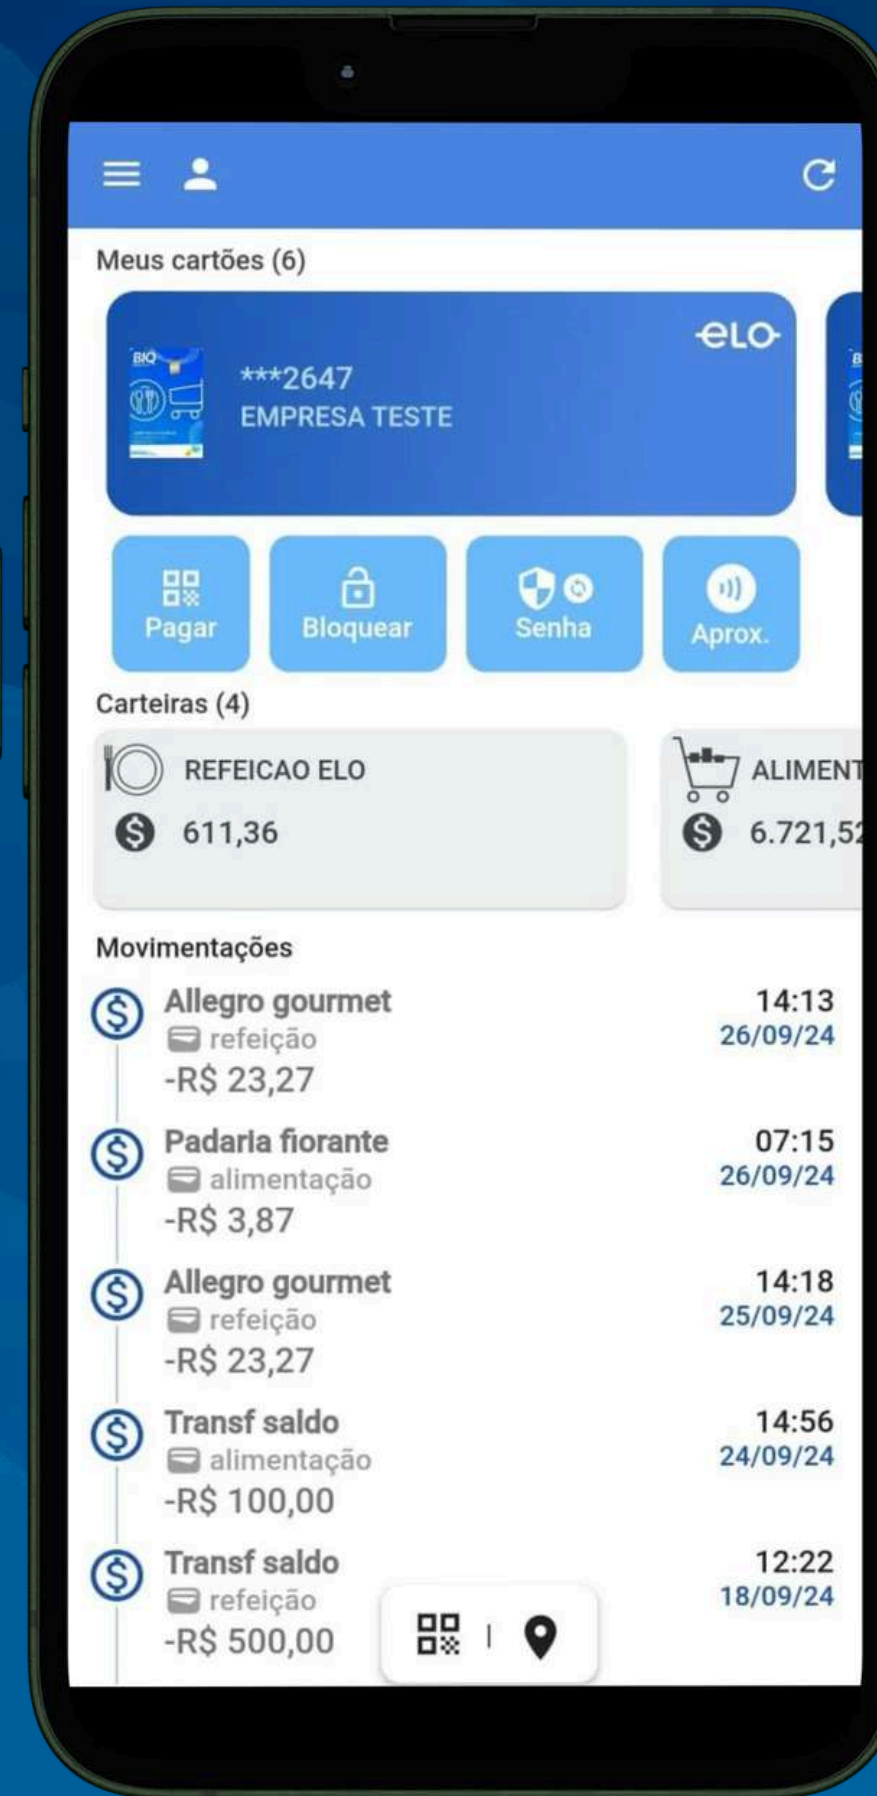 Meus cartões (6)
elo
BIQ
***2647
EMPRESA TESTE
Pagar
Bloquear
Senha
Aprox.
Carteiras (4)
REFEICAO ELO
611,36
ALIMENT
6.721,52
Movimentações
Allegro gourmet
14:13
refeição
26/09/24
-R$ 23,27
Padaria fiorante
07:15
alimentação
26/09/24
-R$ 3,87
Allegro gourmet
14:18
refeição
25/09/24
-R$ 23,27
Transf saldo
14:56
alimentação
24/09/24
-R$ 100,00
Transf saldo
12:22
refeição
18/09/24
-R$ 500,00